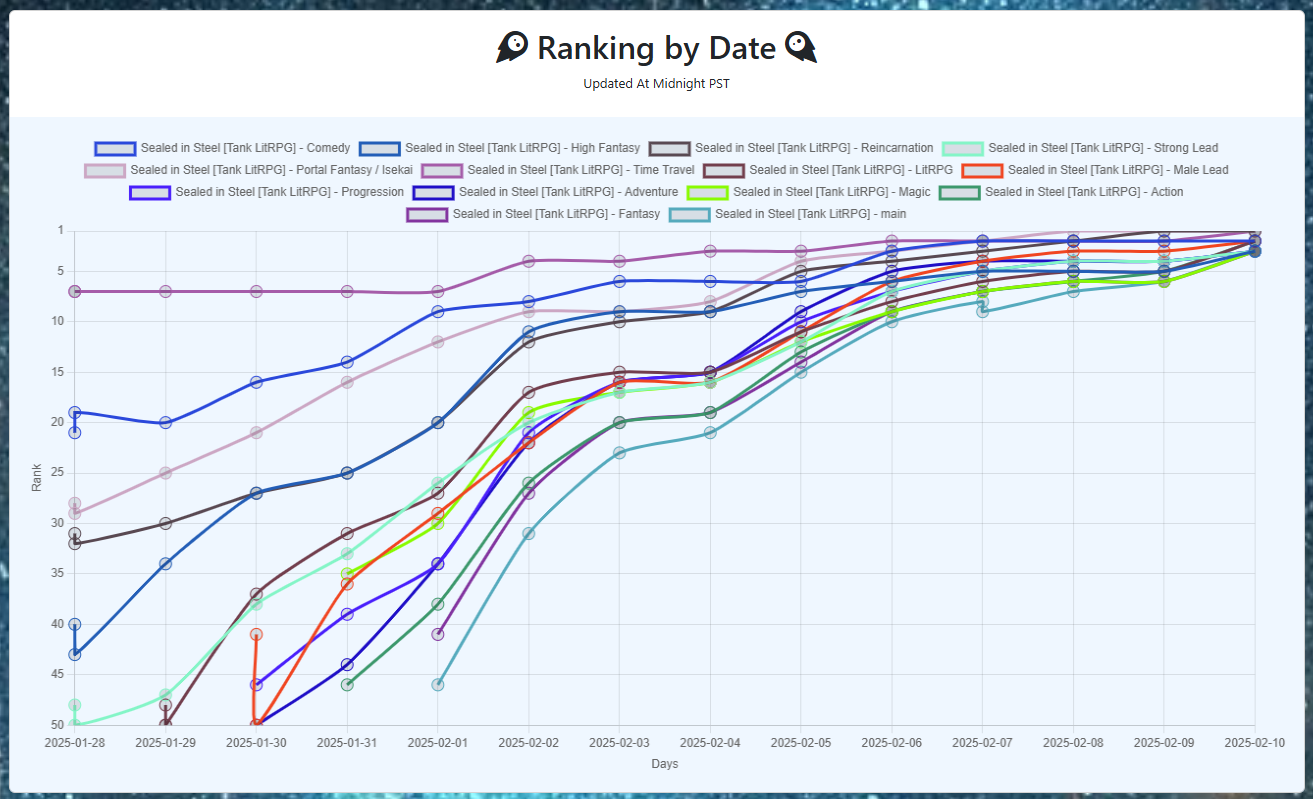 Ranking by Date
Updated At Midnight PST
Sealed in Steel [Tank LitRPG] - Comedy Sealed in Steel [Tank LitRPG] - High Fantasy Sealed in Steel [Tank LitRPG] - Reincarnation Sealed in Steel [Tank LitRPG] - Strong Lead
Sealed in Steel [Tank LitRPG] - Portal Fantasy / Isekai Sealed in Steel [Tank LitRPG] - Time Travel Sealed in Steel [Tank LitRPG] - LitRPG Sealed in Steel [Tank LitRPG] - Male Lead
Sealed in Steel [Tank LitRPG] - Progression Sealed in Steel [Tank LitRPG] - Adventure Sealed in Steel [Tank LitRPG] - Magic Sealed in Steel [Tank LitRPG] - Action
Sealed in Steel [Tank LitRPG] - Fantasy Sealed in Steel [Tank LitRPG] - main
1
5
10
15
20
25
30
35
40
45
50
Rank
2025-01-28 2025-01-29 2025-01-30 2025-01-31 2025-02-01 2025-02-02 2025-02-03 2025-02-04 2025-02-05 2025-02-06 2025-02-07 2025-02-08 2025-02-09 2025-02-10
Days